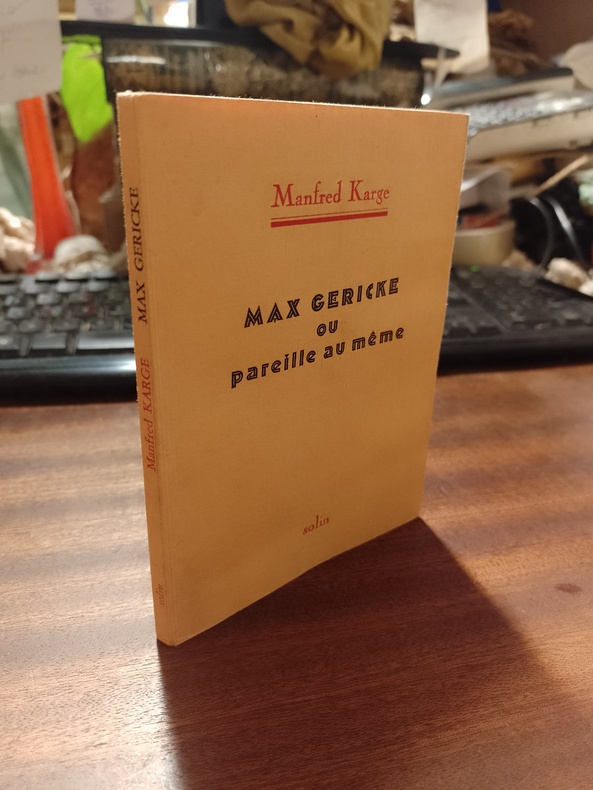 Manfred Karge
MAX GERICKE
ou
pareille au même
solin
Manfred KARGE MAX GERICKE
solin